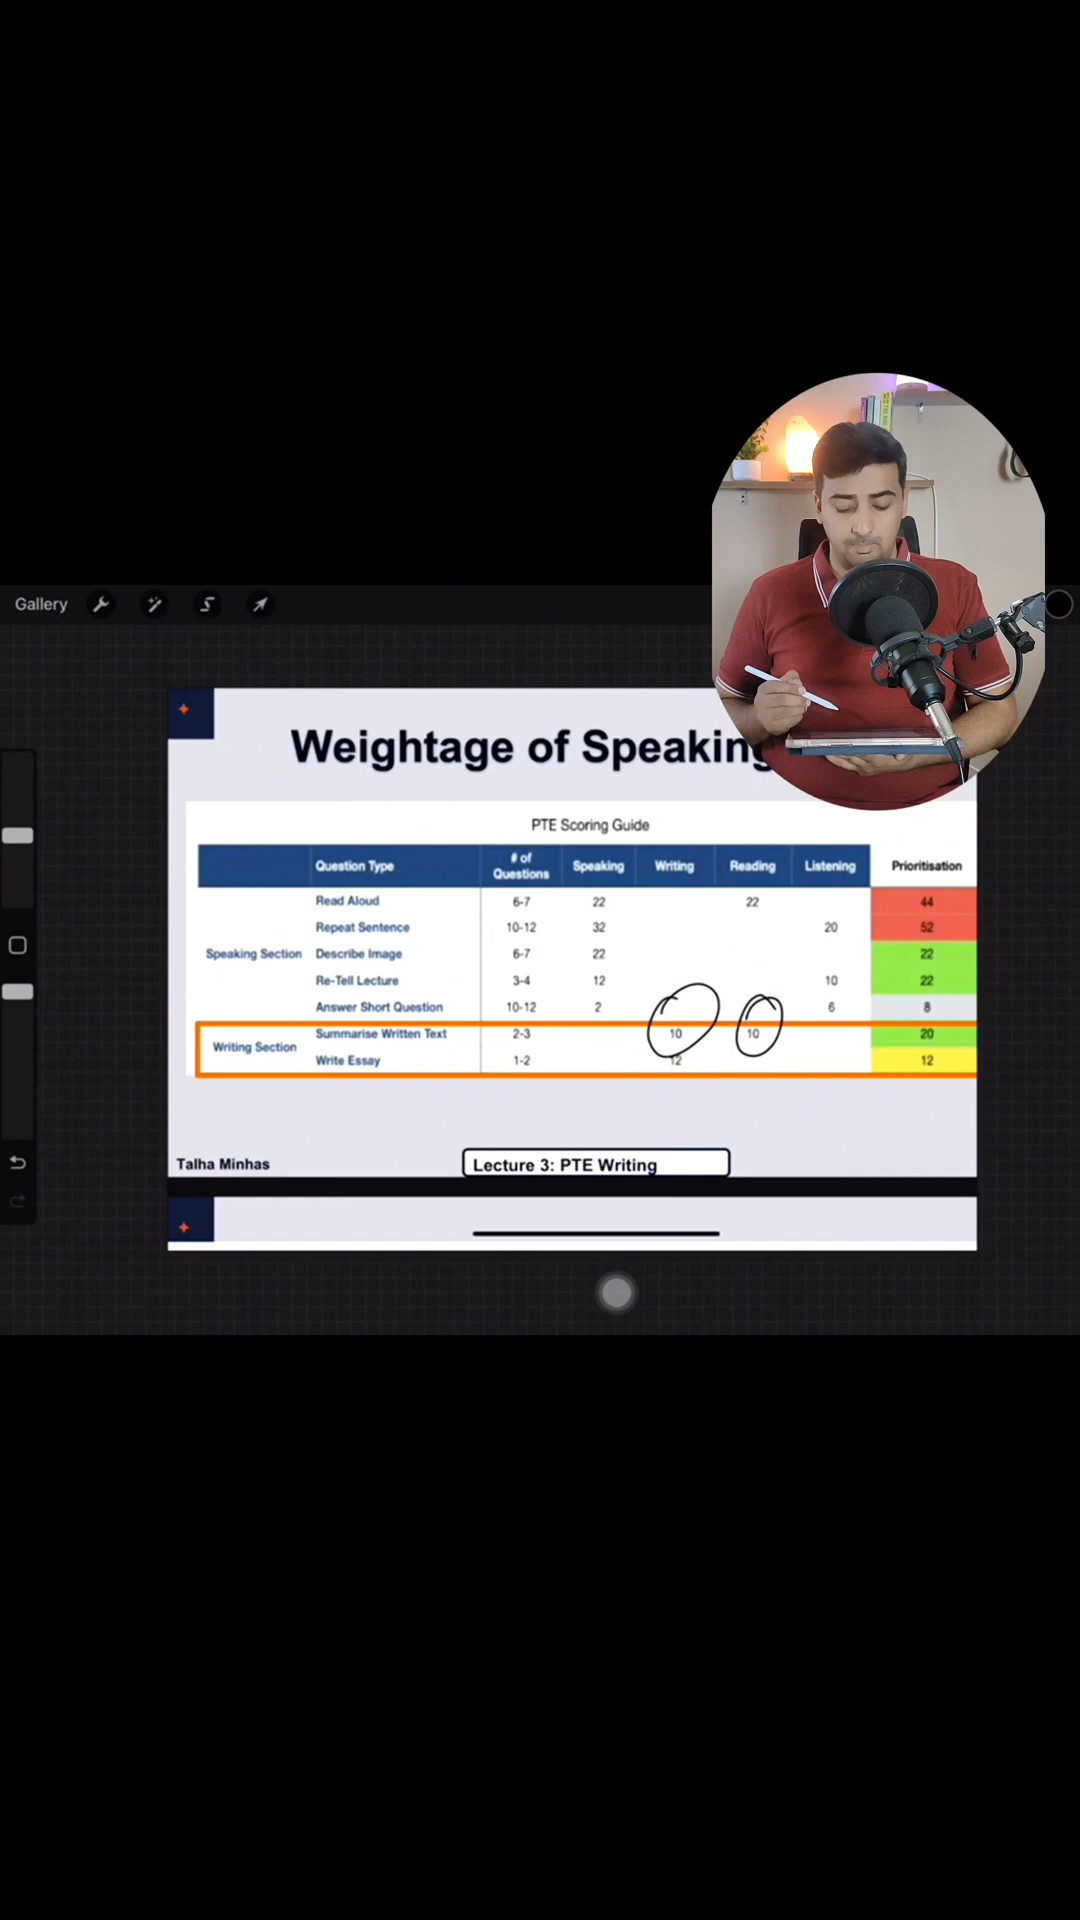 Gallery
Weightage of Speaking
PTE Scoring Guide
Question Type # of Questions Speaking Writing Reading Listening Prioritisation
Read Aloud 6-7 22 22 44
Repeat Sentence 10-12 32 20 52
Speaking Section Describe Image 6-7 22 22
Re-Tell Lecture 3-4 12 10 22
Answer Short Question 10-12 2 6 8
Writing Section
Summarise Written Text 2-3 10 10 20
Write Essay 1-2 12 12
Talha Minhas Lecture 3: PTE Writing